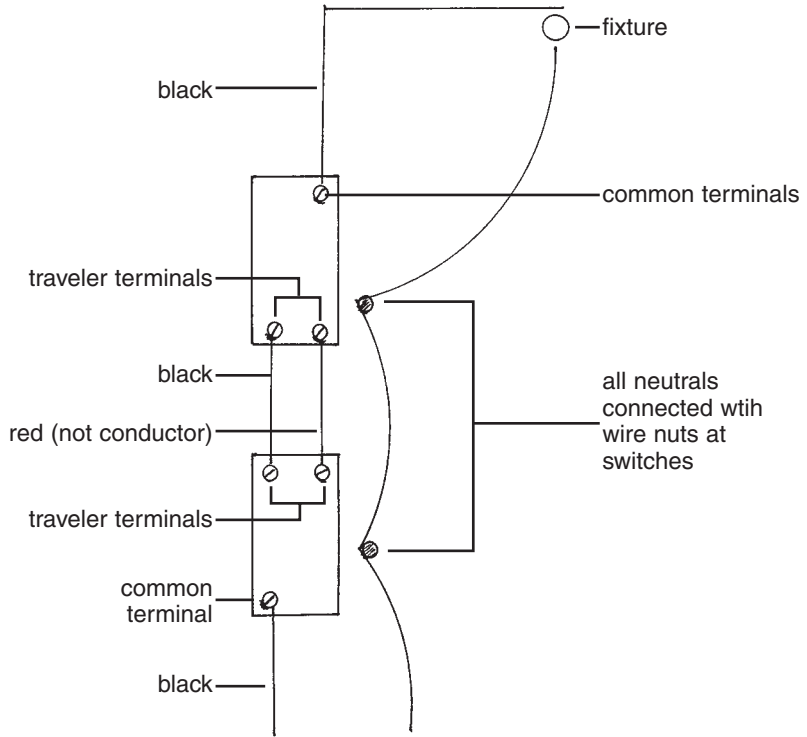 fixture
black
common terminals
traveler terminals
black
all neutrals
connected wtih
wire nuts at
switches
red (not conductor)
traveler terminals
common
terminal
black